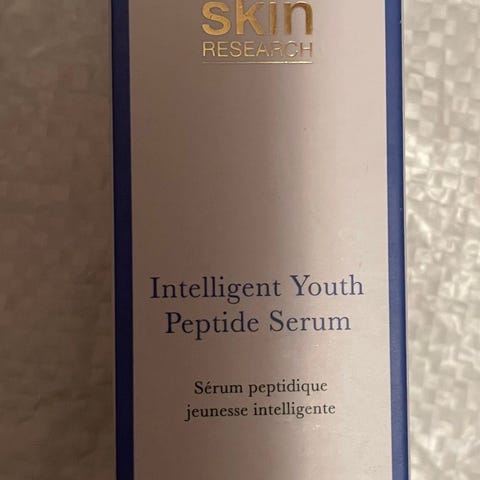 skin
RESEARCH
Intelligent Youth
Peptide Serum
Sérum peptidique
jeunesse intelligente